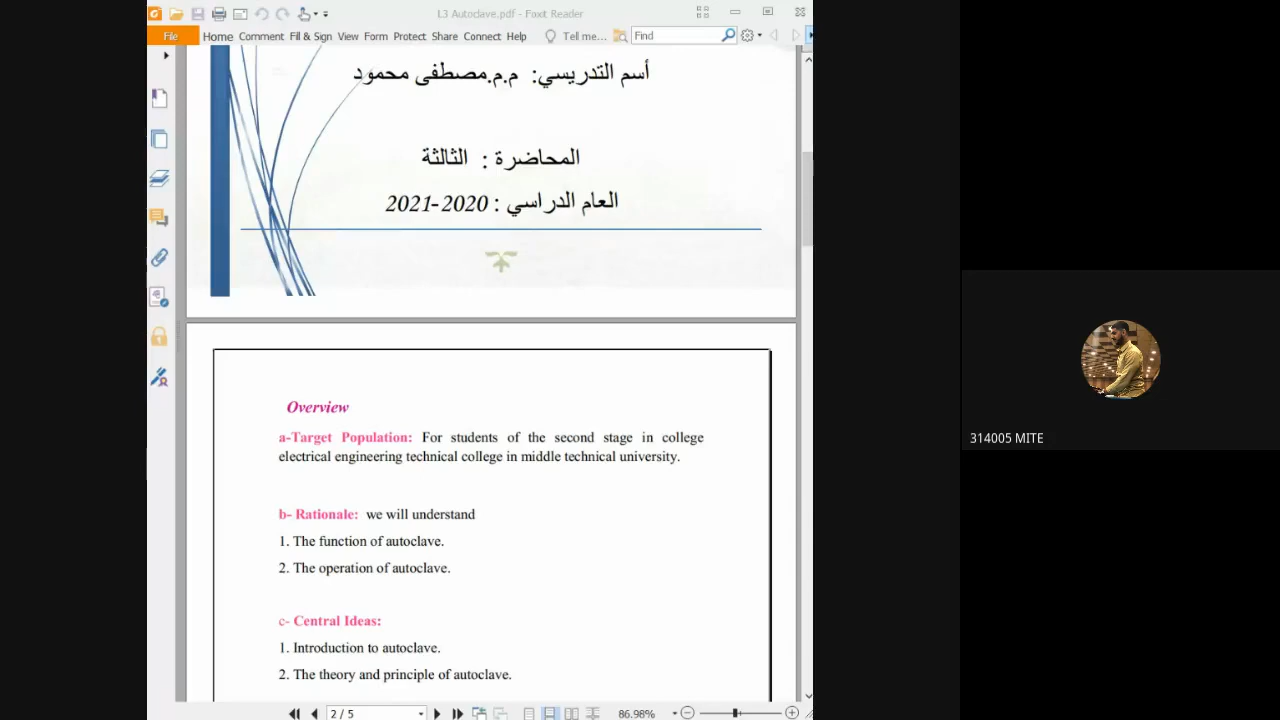 L3 Autoclave.pdf - Foxit Reader
File Home Comment Fill & Sign View Form Protect Share Connect Help Tell me... Find
أسم التدريسي: م.م.مصطفى محمود
المحاضرة : الثالثة
العام الدراسي : 2020-2021
Overview
a-Target Population: For students of the second stage in college
electrical engineering technical college in middle technical university.
b- Rationale: we will understand
1. The function of autoclave.
2. The operation of autoclave.
c- Central Ideas:
1. Introduction to autoclave.
2. The theory and principle of autoclave.
2 / 5
86.98%
314005 MITE